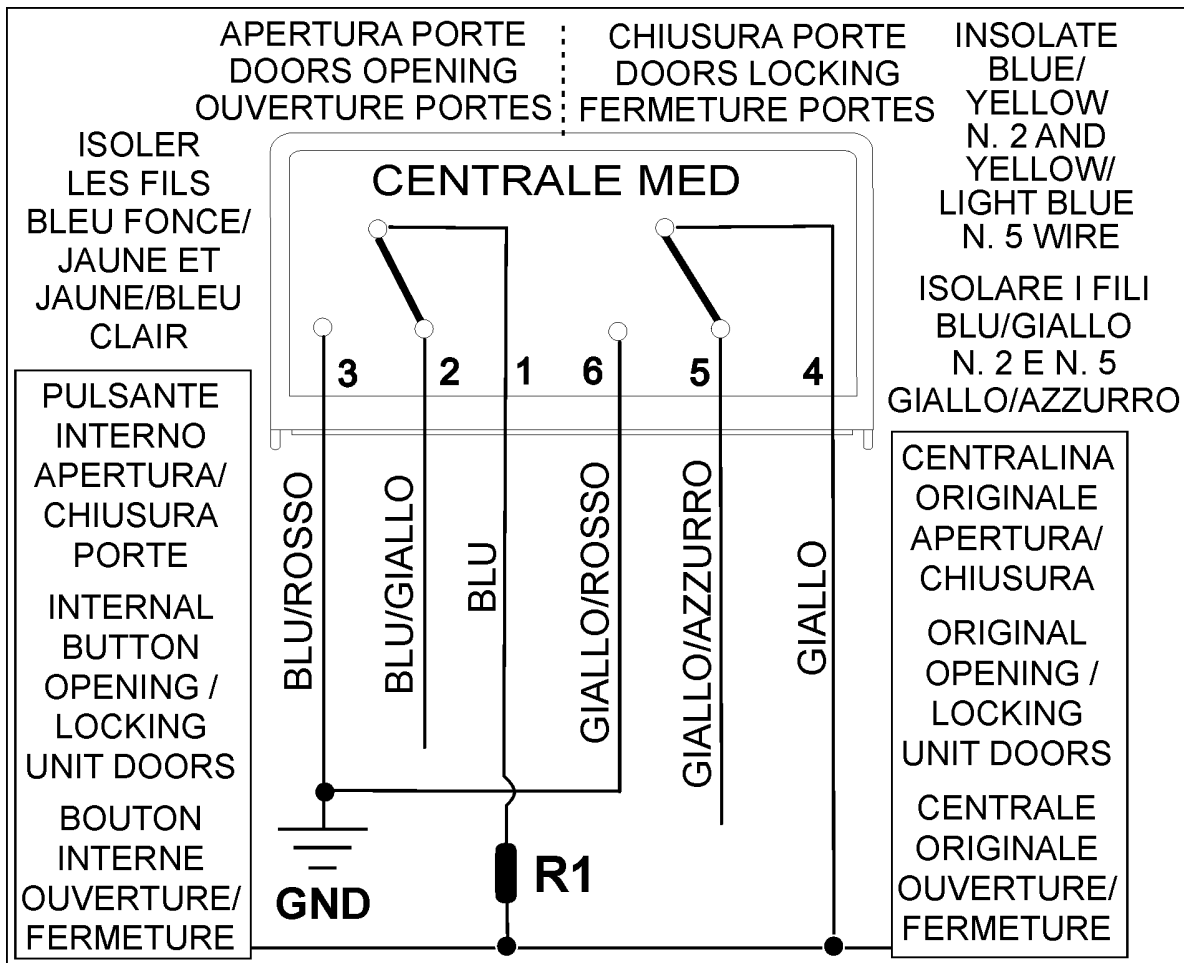 APERTURA PORTE
DOORS OPENING
OUVERTURE PORTES
CHIUSURA PORTE
DOORS LOCKING
FERMETURE PORTES
INSOLATE
BLUE/
YELLOW
N. 2 AND
YELLOW/
LIGHT BLUE
N. 5 WIRE
ISOLER
LES FILS
BLEU FONCE/
JAUNE ET
JAUNE/BLEU
CLAIR
CENTRALE MED
ISOLARE I FILI
BLU/GIALLO
N. 2 E N. 5
GIALLO/AZZURRO
3 2 1 6 5 4
PULSANTE
INTERNO
APERTURA/
CHIUSURA
PORTE
INTERNAL
BUTTON
OPENING /
LOCKING
UNIT DOORS
BOUTON
INTERNE
OUVERTURE/
FERMETURE
BLU/ROSSO
BLU/GIALLO
BLU
GIALLO/ROSSO
GIALLO/AZZURRO
GIALLO
GND
R1
CENTRALINA
ORIGINALE
APERTURA/
CHIUSURA
ORIGINAL
OPENING /
LOCKING
UNIT DOORS
CENTRALE
ORIGINALE
OUVERTURE/
FERMETURE